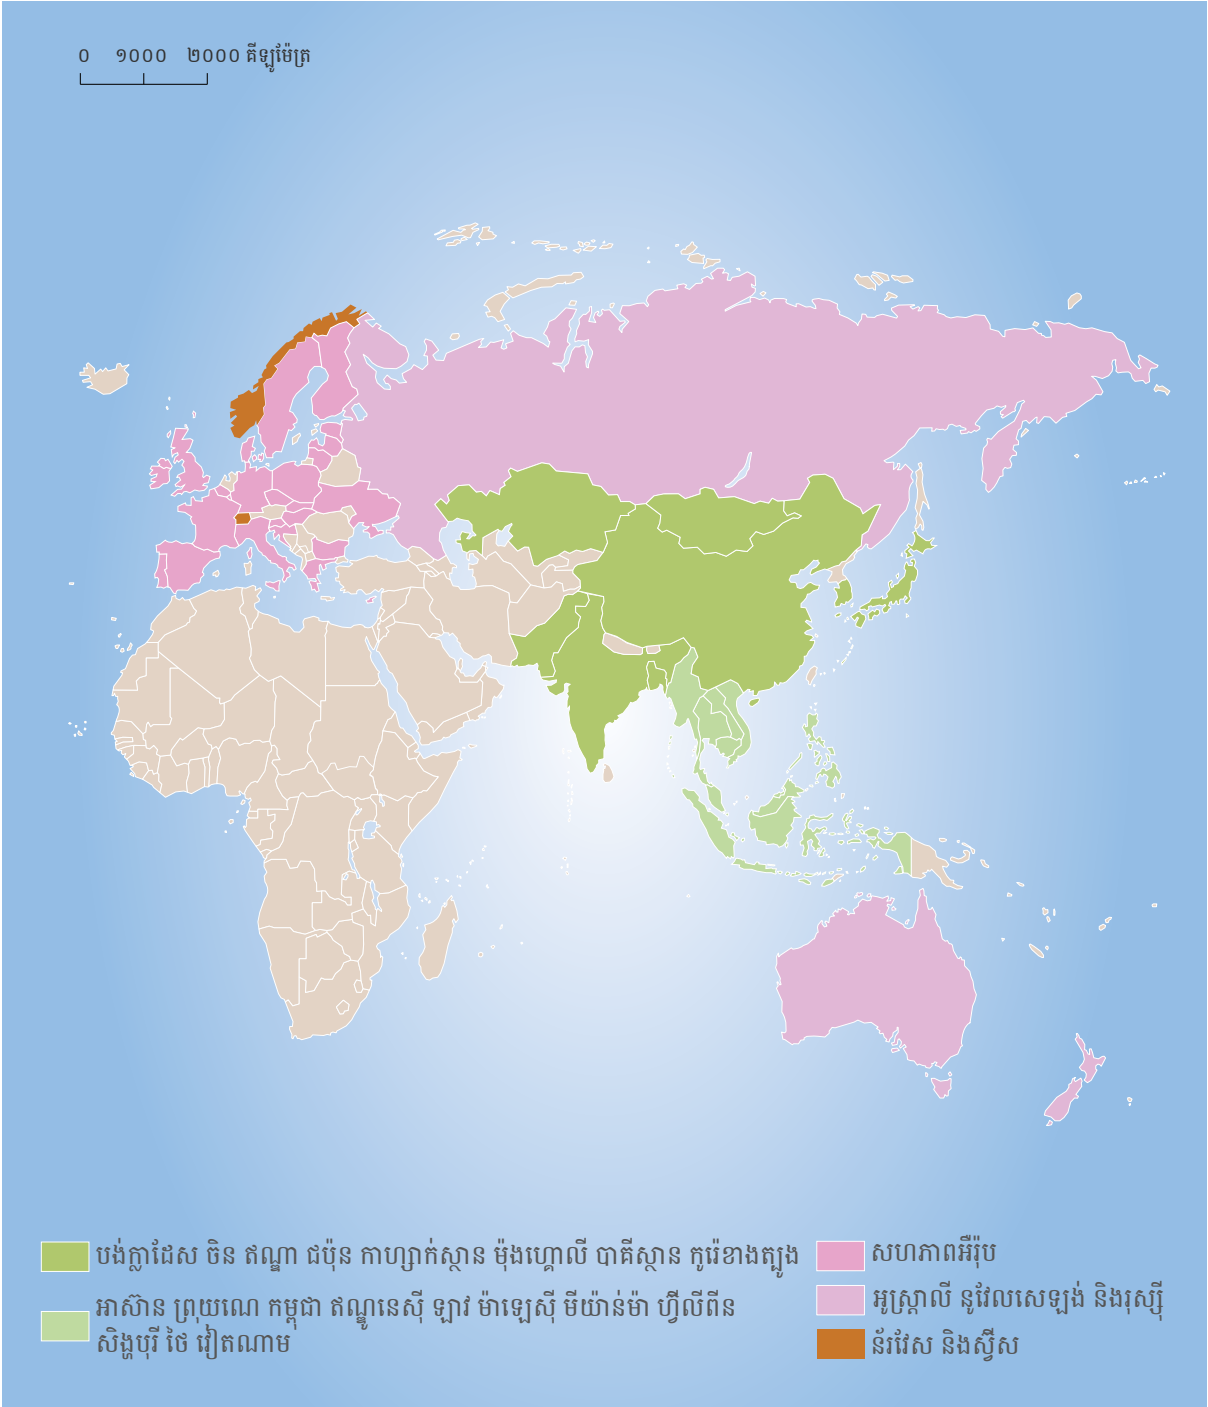 0 ១000 ២000 គីឡូម៉ែត្រ
បង់ក្លាដែស ចិន ឥណ្ឌា ជប៉ុន កាហ្សាក់ស្ថាន ម៉ុងហ្គោលី បាគីស្ថាន កូរ៉េខាងត្បូង
អាស៊ាន ព្រុយណេ កម្ពុជា ឥណ្ឌូនេស៊ី ឡាវ ម៉ាឡេស៊ី មីយ៉ាន់ម៉ា ហ្វ៊ីលីពីន
សិង្ហបុរី ថៃ វៀតណាម
សហភាពអឺរ៉ុប
អូស្ត្រាលី នូវែលសេឡង់ និងរុស្ស៊ី
ន័រវែស និងស្វ៊ីស